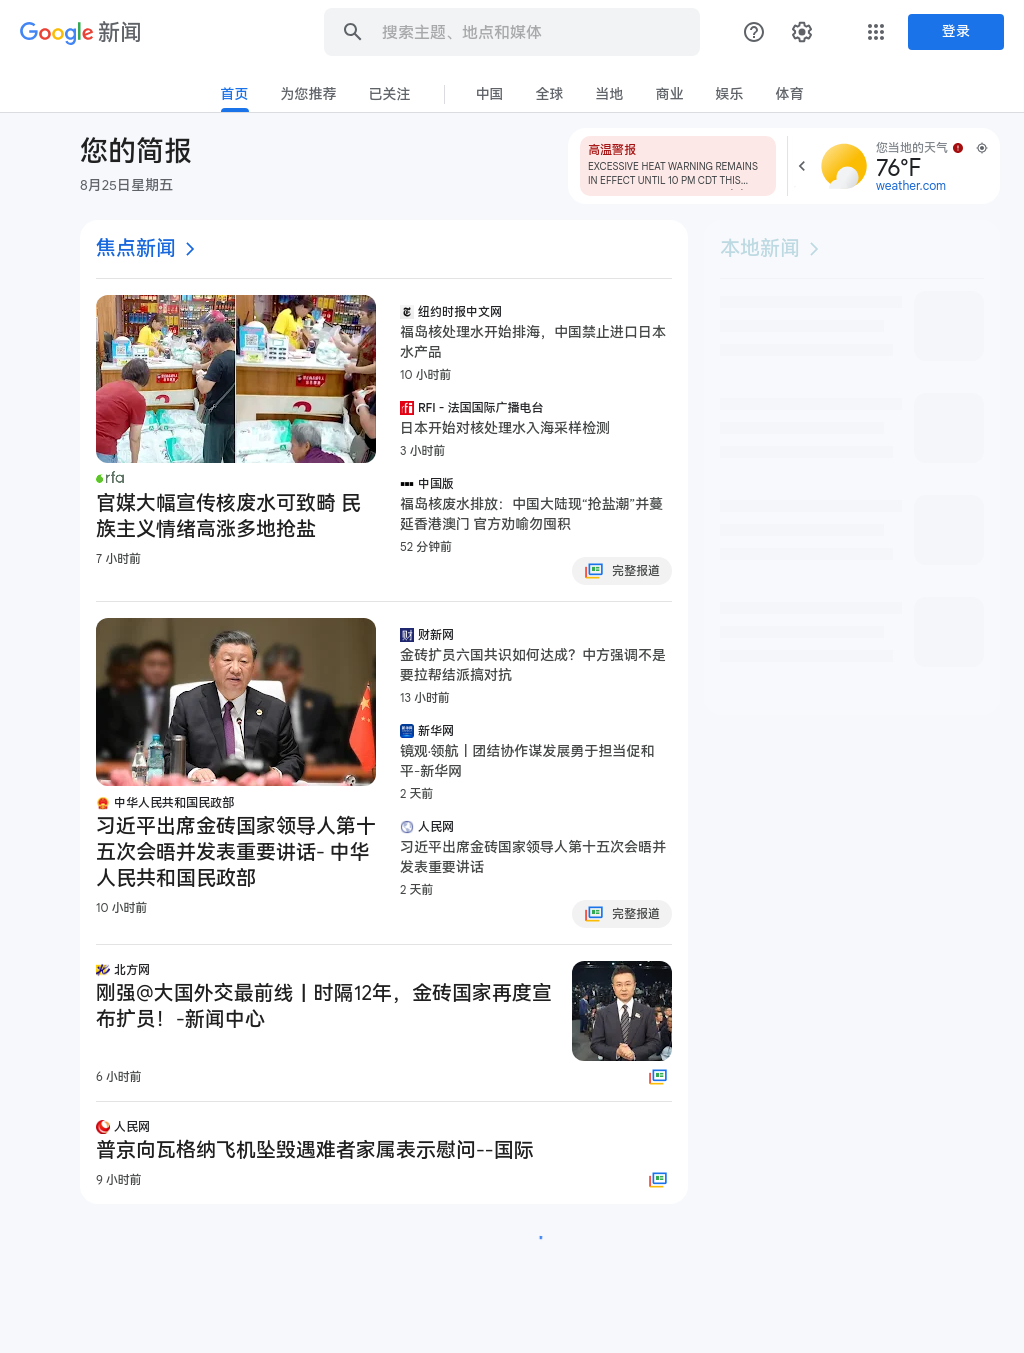 Google 新闻
搜索主题、地点和媒体
登录
首页
为您推荐
已关注
中国
全球
当地
商业
娱乐
体育
您的简报
8月25日星期五
高温警报
EXCESSIVE HEAT WARNING REMAINS
IN EFFECT UNTIL 10 PM CDT THIS...
您当地的天气
76°F
weather.com
焦点新闻
本地新闻
rfa
官媒大幅宣传核废水可致畸 民
族主义情绪高涨多地抢盐
7 小时前
纽约时报中文网
福岛核处理水开始排海，中国禁止进口日本
水产品
10 小时前
rfi
RFI - 法国国际广播电台
日本开始对核处理水入海采样检测
3 小时前
中国版
福岛核废水排放：中国大陆现“抢盐潮”并蔓
延香港澳门 官方劝喻勿囤积
52 分钟前
完整报道
中华人民共和国民政部
习近平出席金砖国家领导人第十
五次会晤并发表重要讲话- 中华
人民共和国民政部
10 小时前
财
财新网
金砖扩员六国共识如何达成？中方强调不是
要拉帮结派搞对抗
13 小时前
新华网
镜观·领航丨团结协作谋发展勇于担当促和
平-新华网
2 天前
人民网
习近平出席金砖国家领导人第十五次会晤并
发表重要讲话
2 天前
完整报道
北方网
刚强@大国外交最前线丨时隔12年，金砖国家再度宣
布扩员！-新闻中心
6 小时前
人民网
普京向瓦格纳飞机坠毁遇难者家属表示慰问--国际
9 小时前